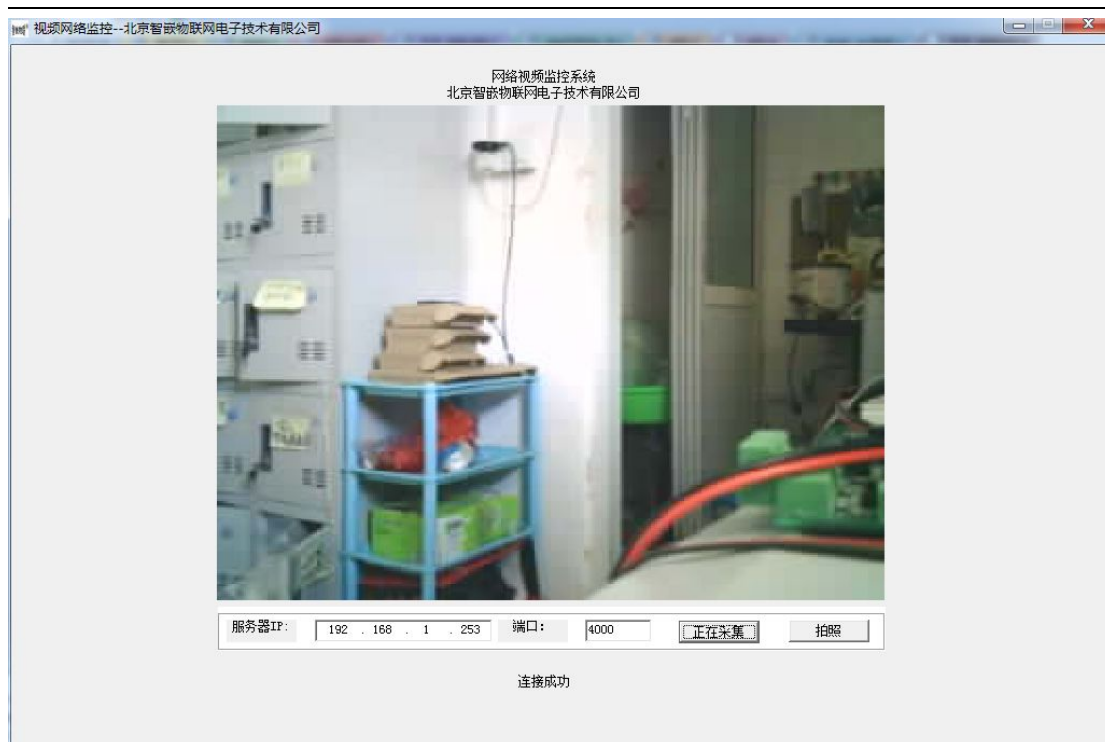 视频网络监控--北京智嵌物联网电子技术有限公司
网络视频监控系统
北京智嵌物联网电子技术有限公司
服务器IP: 192 . 168 . 1 . 253 端口: 4000 正在采集 拍照
连接成功